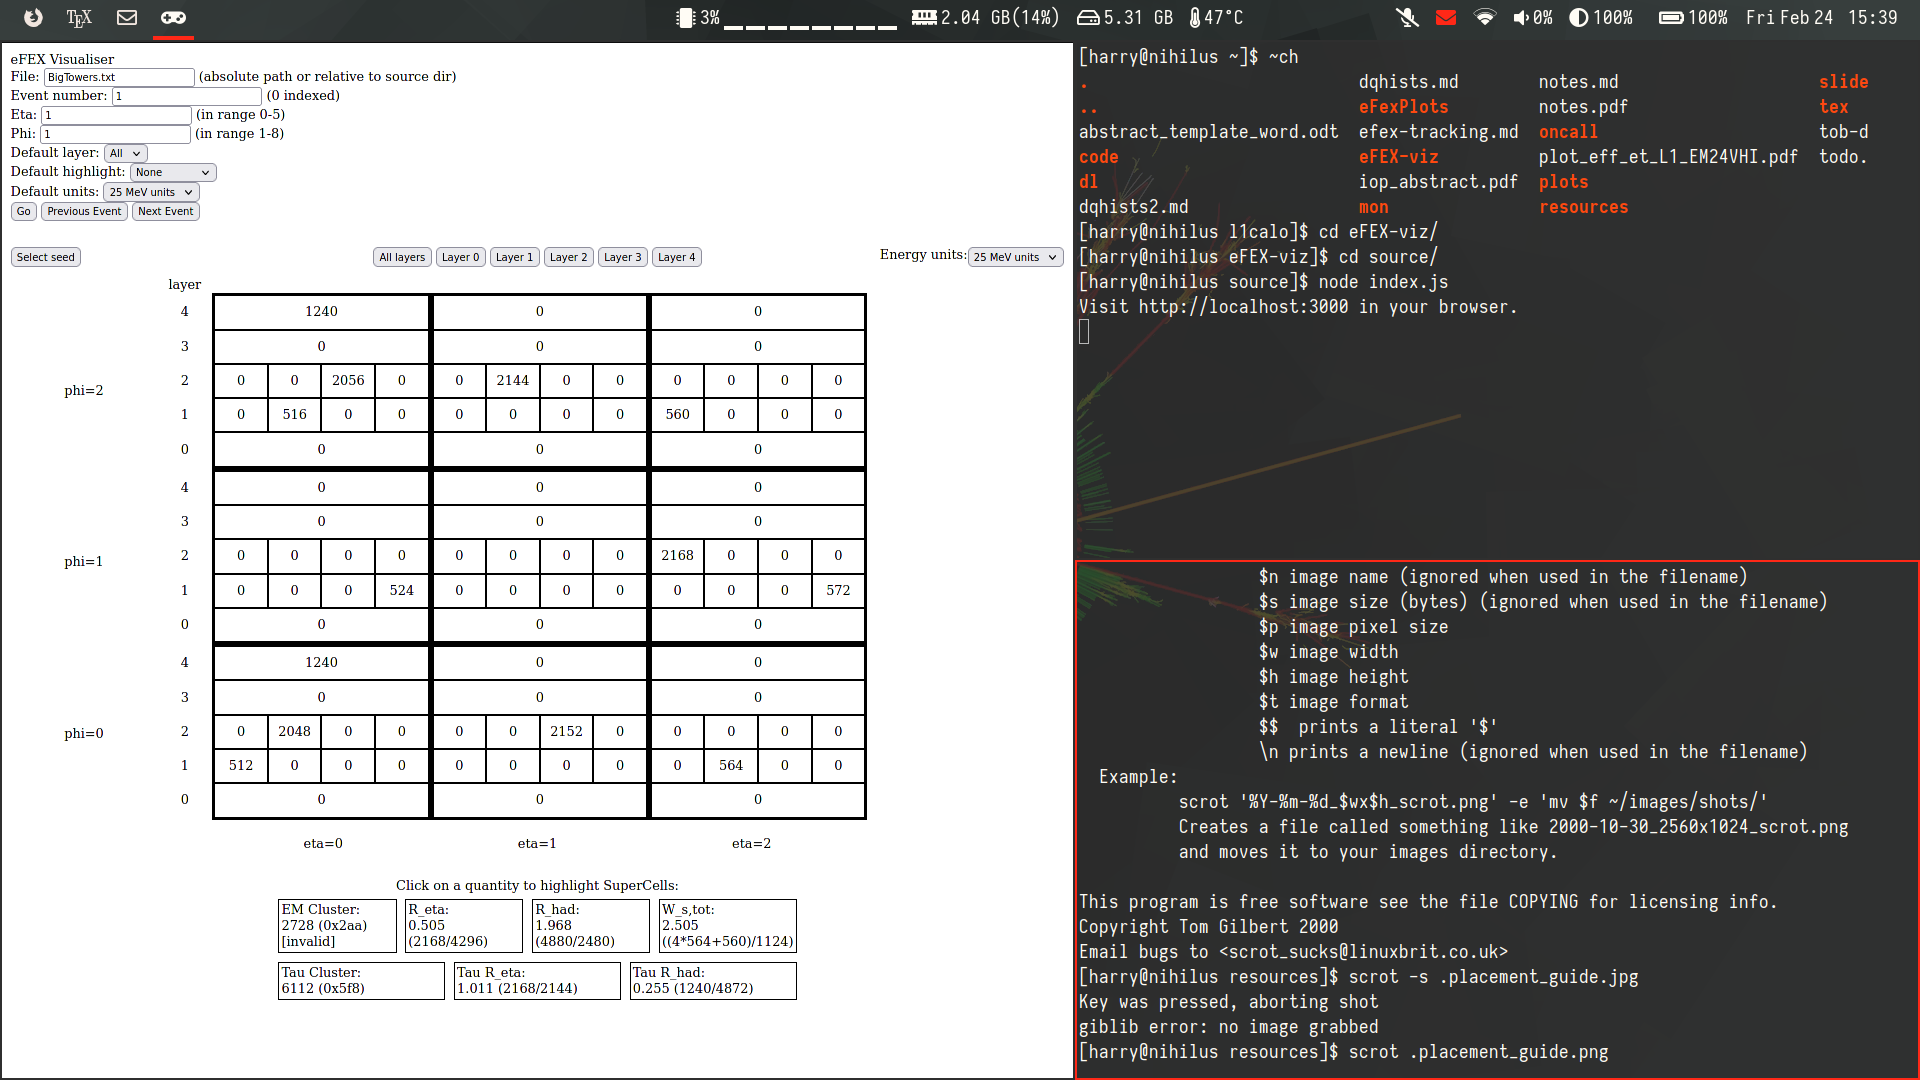 TEX 3% 2.04 GB(14%) 5.31 GB 47°C 0% 100% 100% Fri Feb 24 15:39
eFEX Visualiser
File: BigTowers.txt (absolute path or relative to source dir)
Event number: 1 (0 indexed)
Eta: 1 (in range 0-5)
Phi: 1 (in range 1-8)
Default layer: All
Default highlight: None
Default units: 25 MeV units
Go Previous Event Next Event
Select seed All layers Layer 0 Layer 1 Layer 2 Layer 3 Layer 4 Energy units: 25 MeV units
layer
4 1240 0 0
3 0 0 0
phi=2
2 0 0 2056 0 0 2144 0 0 0 0 0 0
1 0 516 0 0 0 0 0 0 560 0 0 0
0 0 0 0
4 0 0 0
3 0 0 0
phi=1
2 0 0 0 0 0 0 0 0 2168 0 0 0
1 0 0 0 524 0 0 0 0 0 0 0 572
0 0 0 0
4 1240 0 0
3 0 0 0
phi=0
2 0 2048 0 0 0 0 2152 0 0 0 0 0
1 512 0 0 0 0 0 0 0 0 564 0 0
0 0 0 0
eta=0 eta=1 eta=2
Click on a quantity to highlight SuperCells:
EM Cluster:
2728 (0x2aa)
[invalid]
R_eta:
0.505
(2168/4296)
R_had:
1.968
(4880/2480)
W_s,tot:
2.505
((4*564+560)/1124)
Tau Cluster:
6112 (0x5f8)
Tau R_eta:
1.011 (2168/2144)
Tau R_had:
0.255 (1240/4872)
[harry@nihilus ~]$ ~ch
. dqhists.md notes.md slide
.. eFexPlots notes.pdf tex
abstract_template_word.odt efex-tracking.md oncall tob-d
code eFEX-viz plot_eff_et_L1_EM24VHI.pdf todo.
dl iop_abstract.pdf plots
dqhists2.md mon resources
[harry@nihilus l1calo]$ cd eFEX-viz/
[harry@nihilus eFEX-viz]$ cd source/
[harry@nihilus source]$ node index.js
Visit http://localhost:3000 in your browser.
$n image name (ignored when used in the filename)
$s image size (bytes) (ignored when used in the filename)
$p image pixel size
$w image width
$h image height
$t image format
$$  prints a literal '$'
\n prints a newline (ignored when used in the filename)
Example:
scrot '%Y-%m-%d_$wx$h_scrot.png' -e 'mv $f ~/images/shots/'
Creates a file called something like 2000-10-30_2560x1024_scrot.png
and moves it to your images directory.
This program is free software see the file COPYING for licensing info.
Copyright Tom Gilbert 2000
Email bugs to <scrot_sucks@linuxbrit.co.uk>
[harry@nihilus resources]$ scrot -s .placement_guide.jpg
Key was pressed, aborting shot
giblib error: no image grabbed
[harry@nihilus resources]$ scrot .placement_guide.png